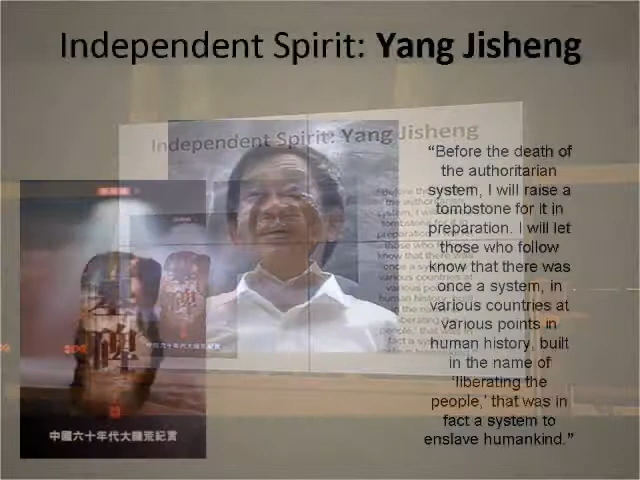 Independent Spirit: Yang Jisheng
Independent Spirit: Yang Jisheng
“Before the death of
the authoritarian
system, I will raise a
tombstone for it in
preparation. I will let
those who follow
know that there was
once a system, in
various countries at
various points in
human history, built
in the name of
‘liberating the
people,’ that was in
fact a system to
enslave humankind.”
墓碑
中國六十年代大饑荒紀實